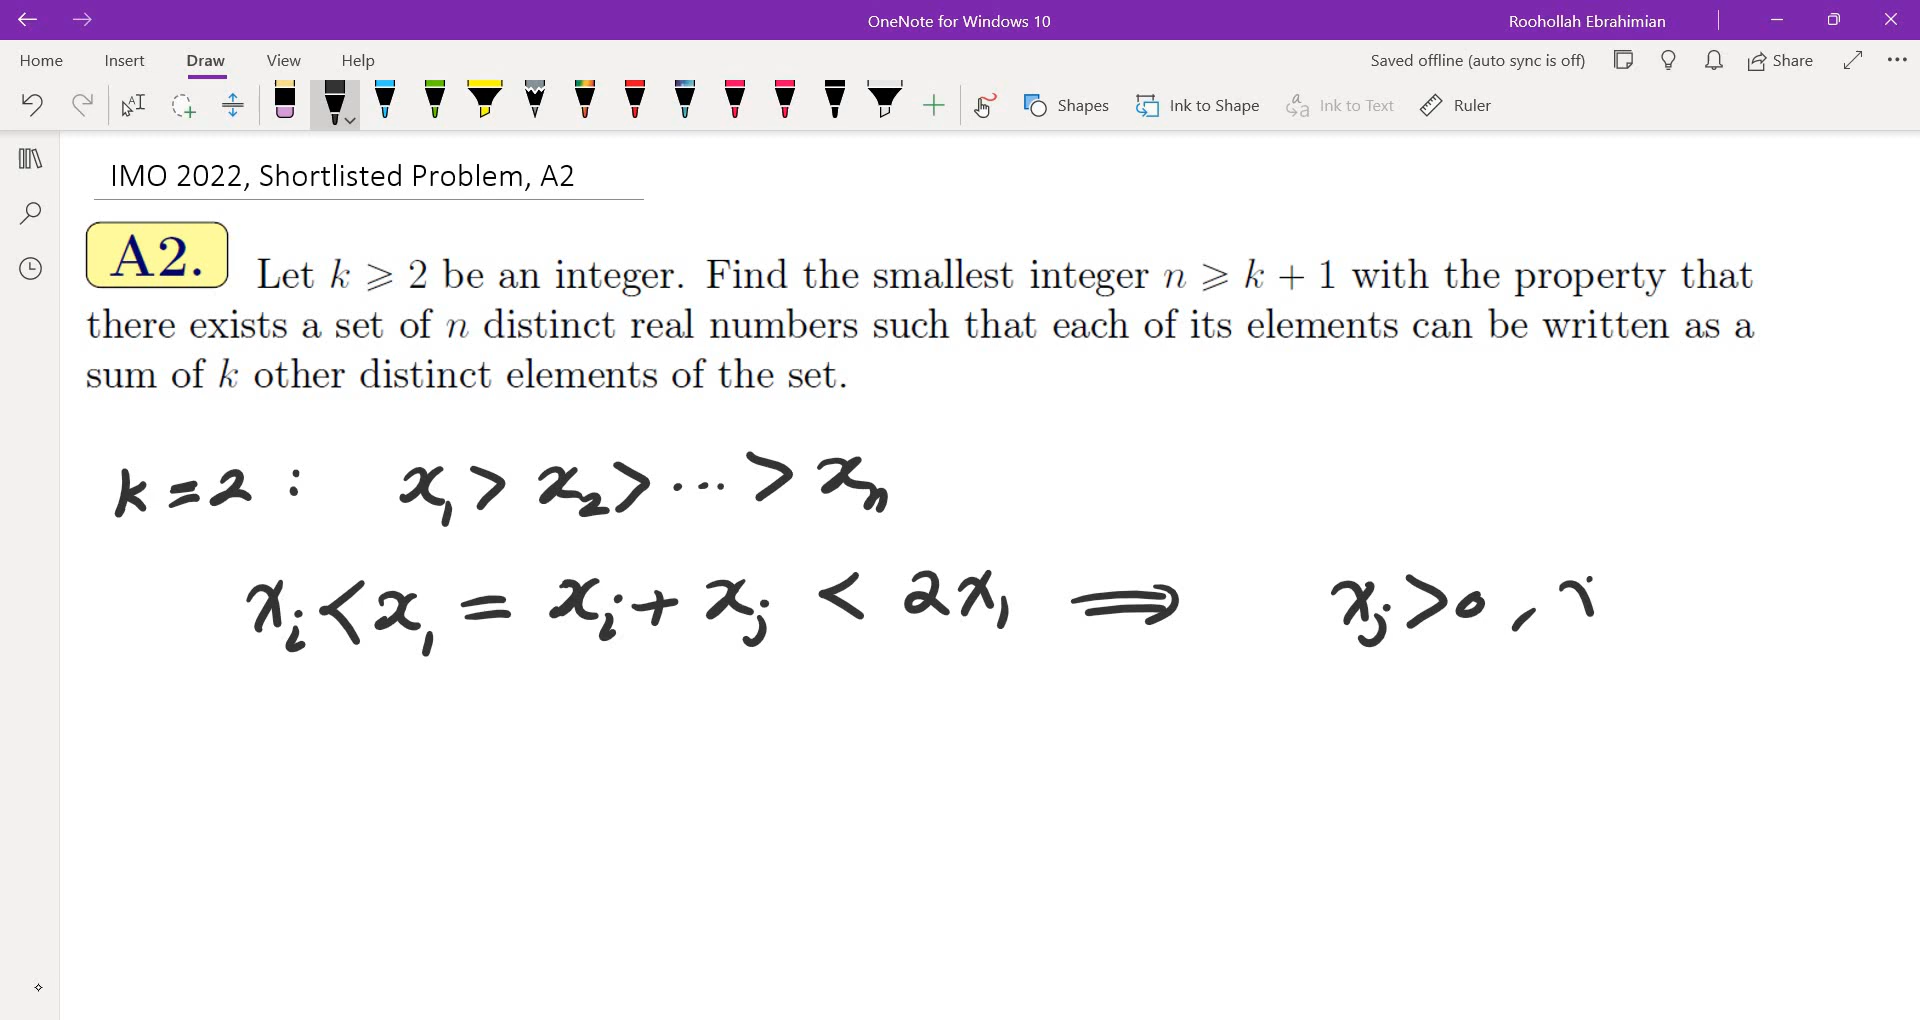 OneNote for Windows 10
Roohollah Ebrahimian
Home Insert Draw View Help
Saved offline (auto sync is off) Share
Shapes Ink to Shape Ink to Text Ruler
IMO 2022, Shortlisted Problem, A2
A2. Let k ⩾ 2 be an integer. Find the smallest integer n ⩾ k + 1 with the property that
there exists a set of n distinct real numbers such that each of its elements can be written as a
sum of k other distinct elements of the set.
k = 2 : x₁ > x₂ > ... > xₙ
xᵢ < x₁ = xᵢ + xⱼ < 2x₁ ⟹ xⱼ > 0 ,